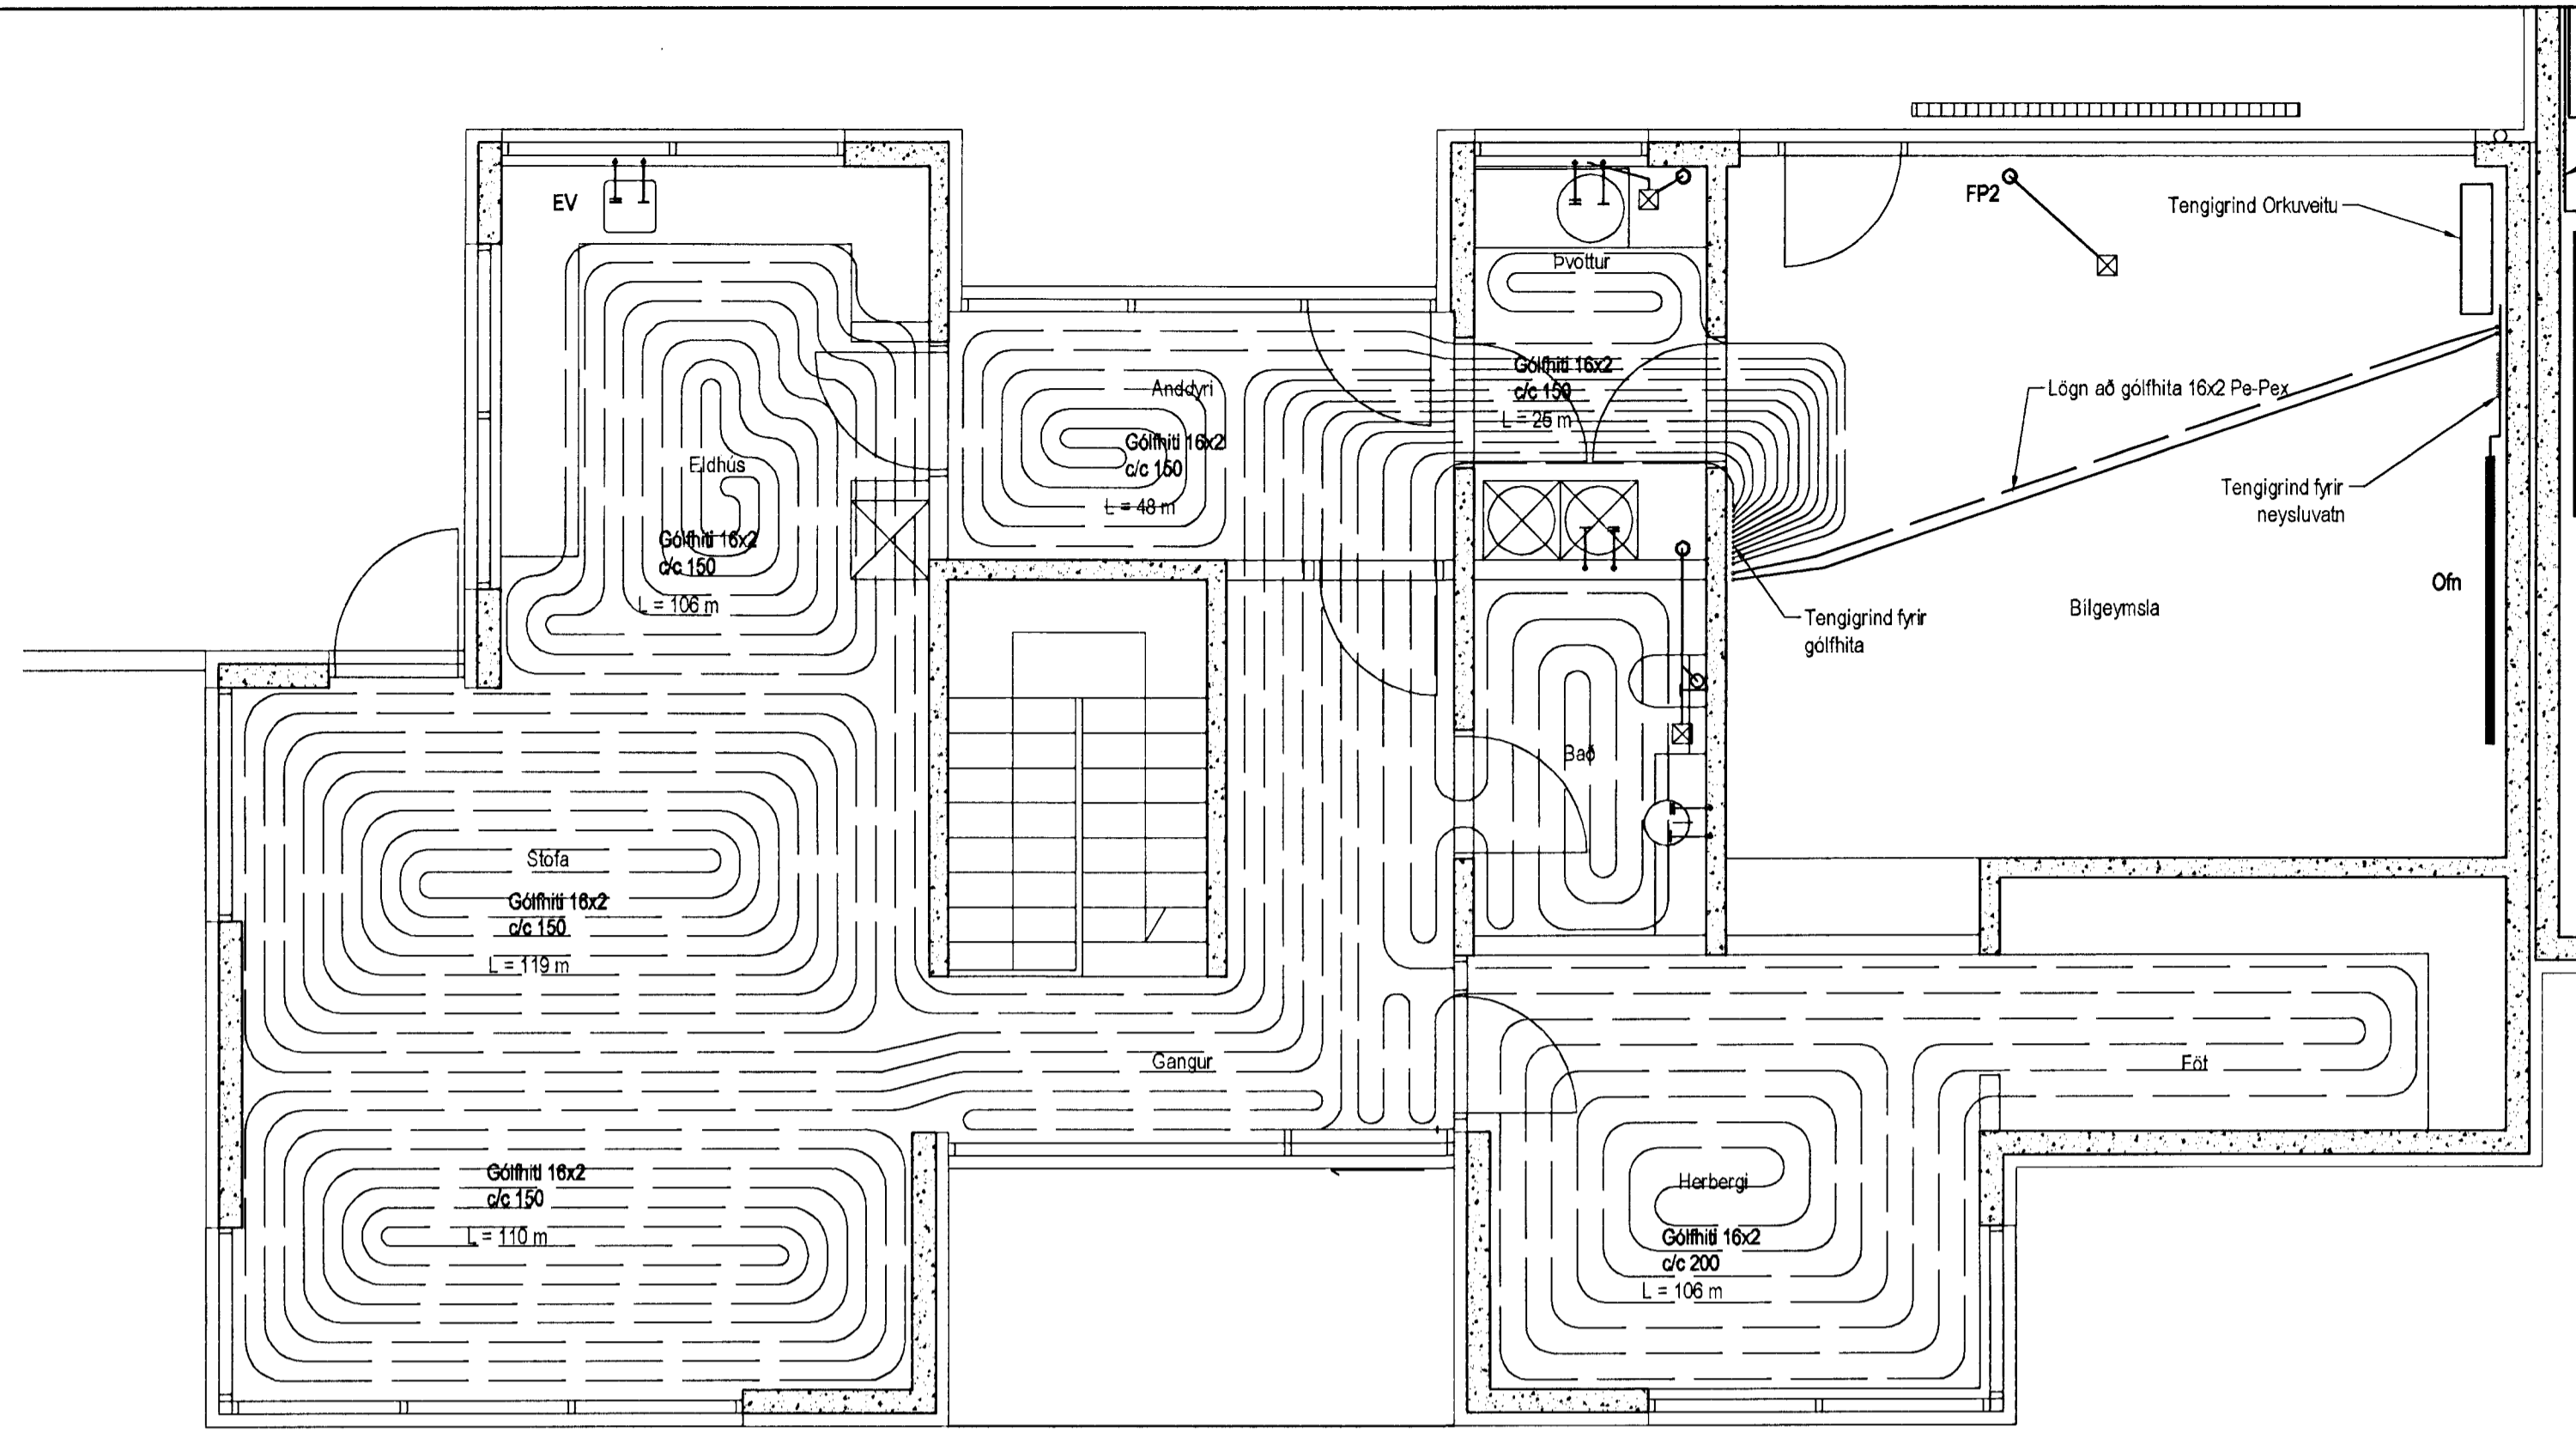 EV
FP2
Tengigrind Orkuveitu
Þvottur
Gólfhiti 16x2
c/c 150
L = 25 m
Anddyri
Gólfhiti 16x2
c/c 150
L = 48 m
Lögn að gólfhita 16x2 Pe-Pex
Eldhús
Gólfhiti 16x2
c/c 150
L = 106 m
Tengigrind fyrir
neysluvatn
Ofn
Bílgeymsla
Tengigrind fyrir
gólfhita
Bað
Stofa
Gólfhiti 16x2
c/c 150
L = 119 m
Gangur
Föt
Gólfhiti 16x2
c/c 150
L = 110 m
Herbergi
Gólfhiti 16x2
c/c 200
L = 106 m